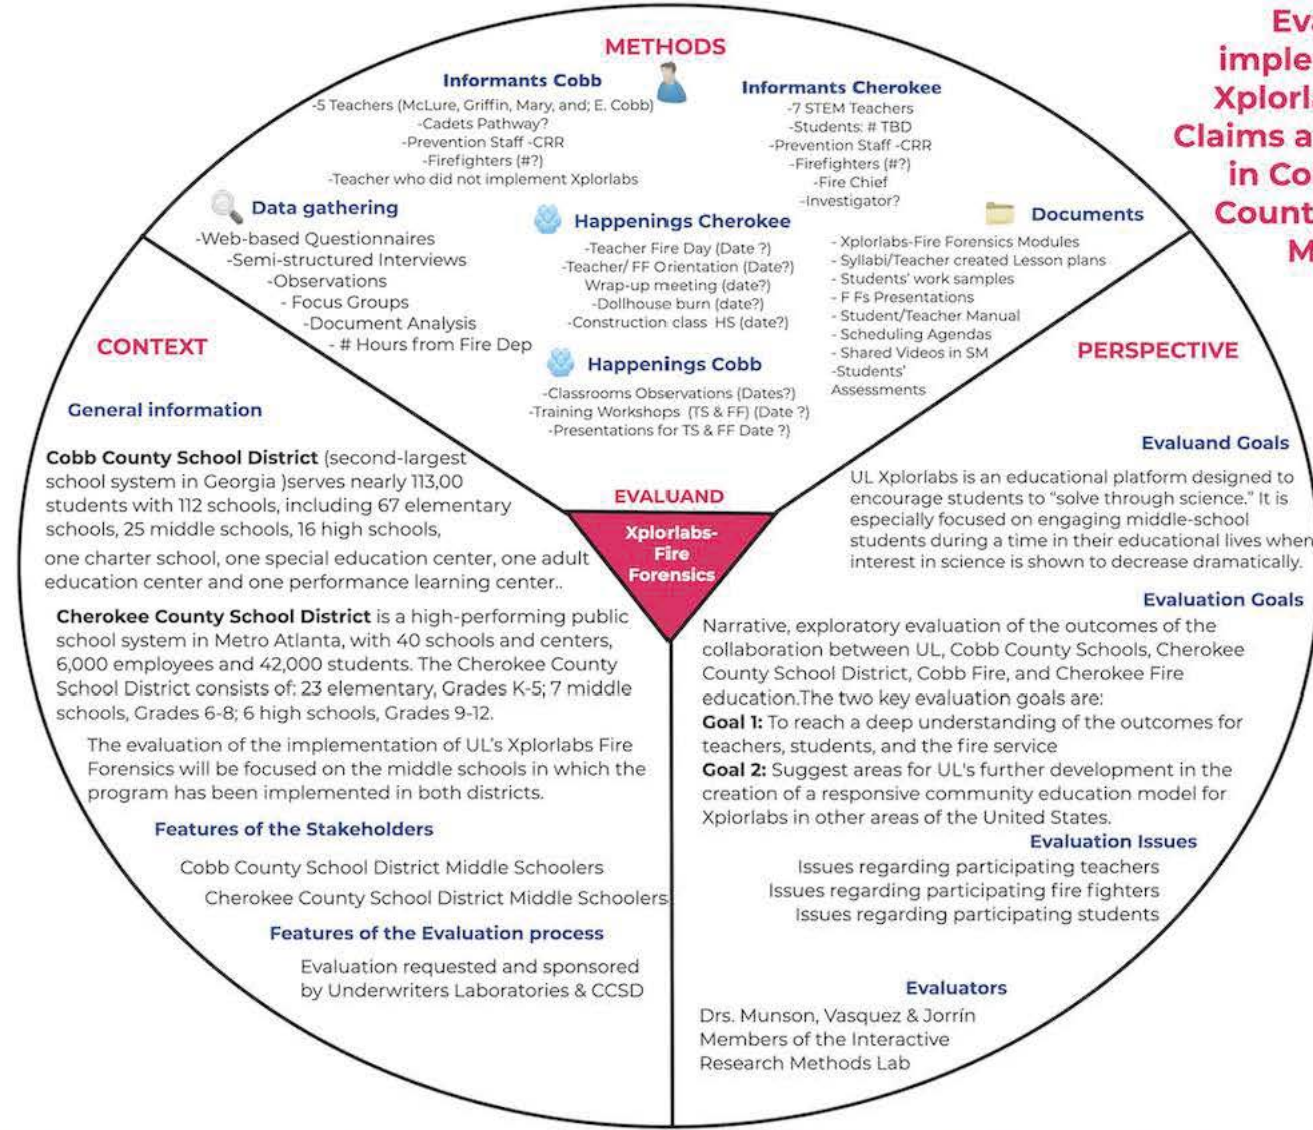 Eva
imple
Xplorla
Claims a
in Co
Count
M
METHODS
Informants Cobb
-5 Teachers (McLure, Griffin, Mary, and; E. Cobb)
-Cadets Pathway?
-Prevention Staff -CRR
-Firefighters (#?)
-Teacher who did not implement Xplorlabs
Informants Cherokee
-7 STEM Teachers
-Students: # TBD
-Prevention Staff -CRR
-Firefighters (#?)
-Fire Chief
-Investigator?
Data gathering
-Web-based Questionnaires
-Semi-structured Interviews
-Observations
- Focus Groups
-Document Analysis
- # Hours from Fire Dep
Happenings Cherokee
-Teacher Fire Day (Date ?)
-Teacher/ FF Orientation (Date?)
Wrap-up meeting (date?)
-Dollhouse burn (date?)
-Construction class HS (date?)
Happenings Cobb
-Classrooms Observations (Dates?)
-Training Workshops (TS & FF) (Date ?)
-Presentations for TS & FF Date ?)
Documents
- Xplorlabs-Fire Forensics Modules
- Syllabi/Teacher created Lesson plans
- Students' work samples
- F Fs Presentations
- Student/Teacher Manual
- Scheduling Agendas
- Shared Videos in SM
-Students'
Assessments
CONTEXT
General information
Cobb County School District (second-largest
school system in Georgia )serves nearly 113,00
students with 112 schools, including 67 elementary
schools, 25 middle schools, 16 high schools,
one charter school, one special education center, one adult
education center and one performance learning center..
Cherokee County School District is a high-performing public
school system in Metro Atlanta, with 40 schools and centers,
6,000 employees and 42,000 students. The Cherokee County
School District consists of: 23 elementary, Grades K-5; 7 middle
schools, Grades 6-8; 6 high schools, Grades 9-12.
The evaluation of the implementation of UL's Xplorlabs Fire
Forensics will be focused on the middle schools in which the
program has been implemented in both districts.
Features of the Stakeholders
Cobb County School District Middle Schoolers
Cherokee County School District Middle Schoolers
Features of the Evaluation process
Evaluation requested and sponsored
by Underwriters Laboratories & CCSD
EVALUAND
Xplorlabs-
Fire
Forensics
PERSPECTIVE
Evaluand Goals
UL Xplorlabs is an educational platform designed to
encourage students to "solve through science." It is
especially focused on engaging middle-school
students during a time in their educational lives when
interest in science is shown to decrease dramatically.
Evaluation Goals
Narrative, exploratory evaluation of the outcomes of the
collaboration between UL, Cobb County Schools, Cherokee
County School District, Cobb Fire, and Cherokee Fire
education.The two key evaluation goals are:
Goal 1: To reach a deep understanding of the outcomes for
teachers, students, and the fire service
Goal 2: Suggest areas for UL's further development in the
creation of a responsive community education model for
Xplorlabs in other areas of the United States.
Evaluation Issues
Issues regarding participating teachers
Issues regarding participating fire fighters
Issues regarding participating students
Evaluators
Drs. Munson, Vasquez & Jorrín
Members of the Interactive
Research Methods Lab